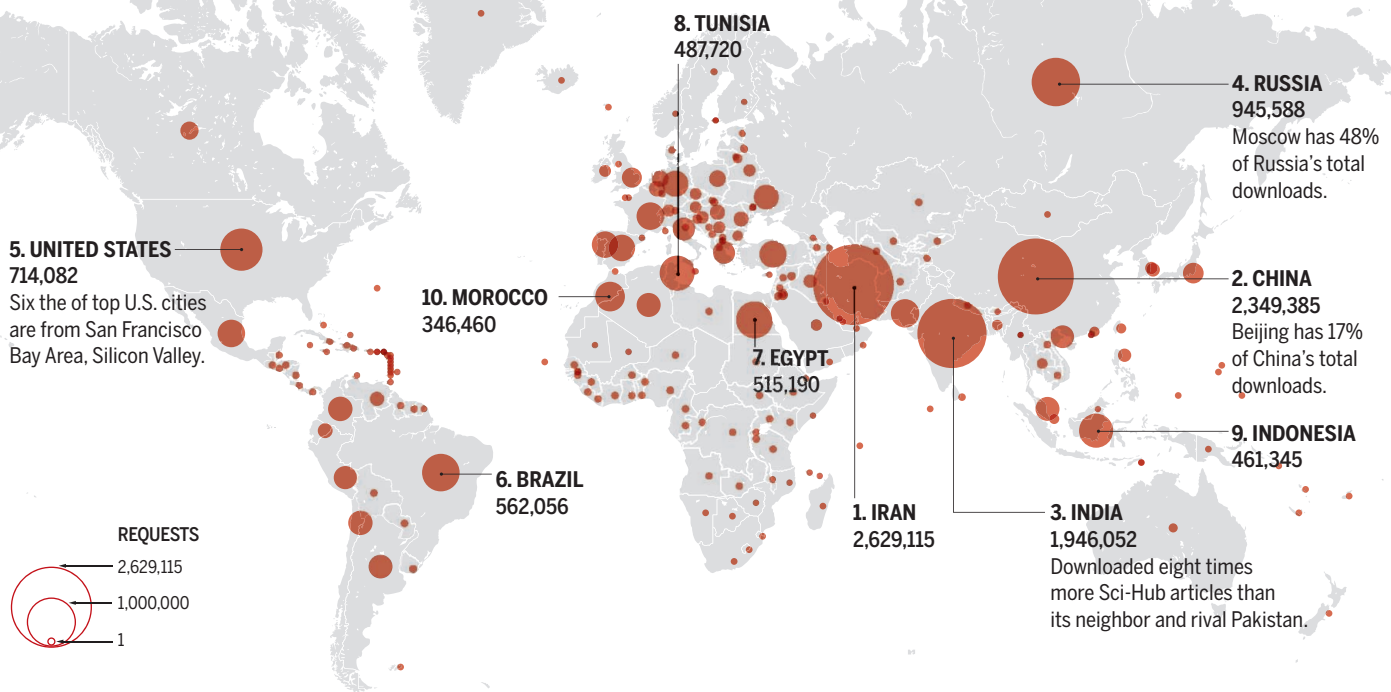 8. TUNISIA
487,720
4. RUSSIA
945,588
Moscow has 48%
of Russia's total
downloads.
5. UNITED STATES
714,082
Six the of top U.S. cities
are from San Francisco
Bay Area, Silicon Valley.
10. MOROCCO
346,460
2. CHINA
2,349,385
Beijing has 17%
of China's total
downloads.
7. EGYPT
515,190
9. INDONESIA
461,345
6. BRAZIL
562,056
1. IRAN
2,629,115
3. INDIA
1,946,052
Downloaded eight times
more Sci-Hub articles than
its neighbor and rival Pakistan.
REQUESTS
2,629,115
1,000,000
1